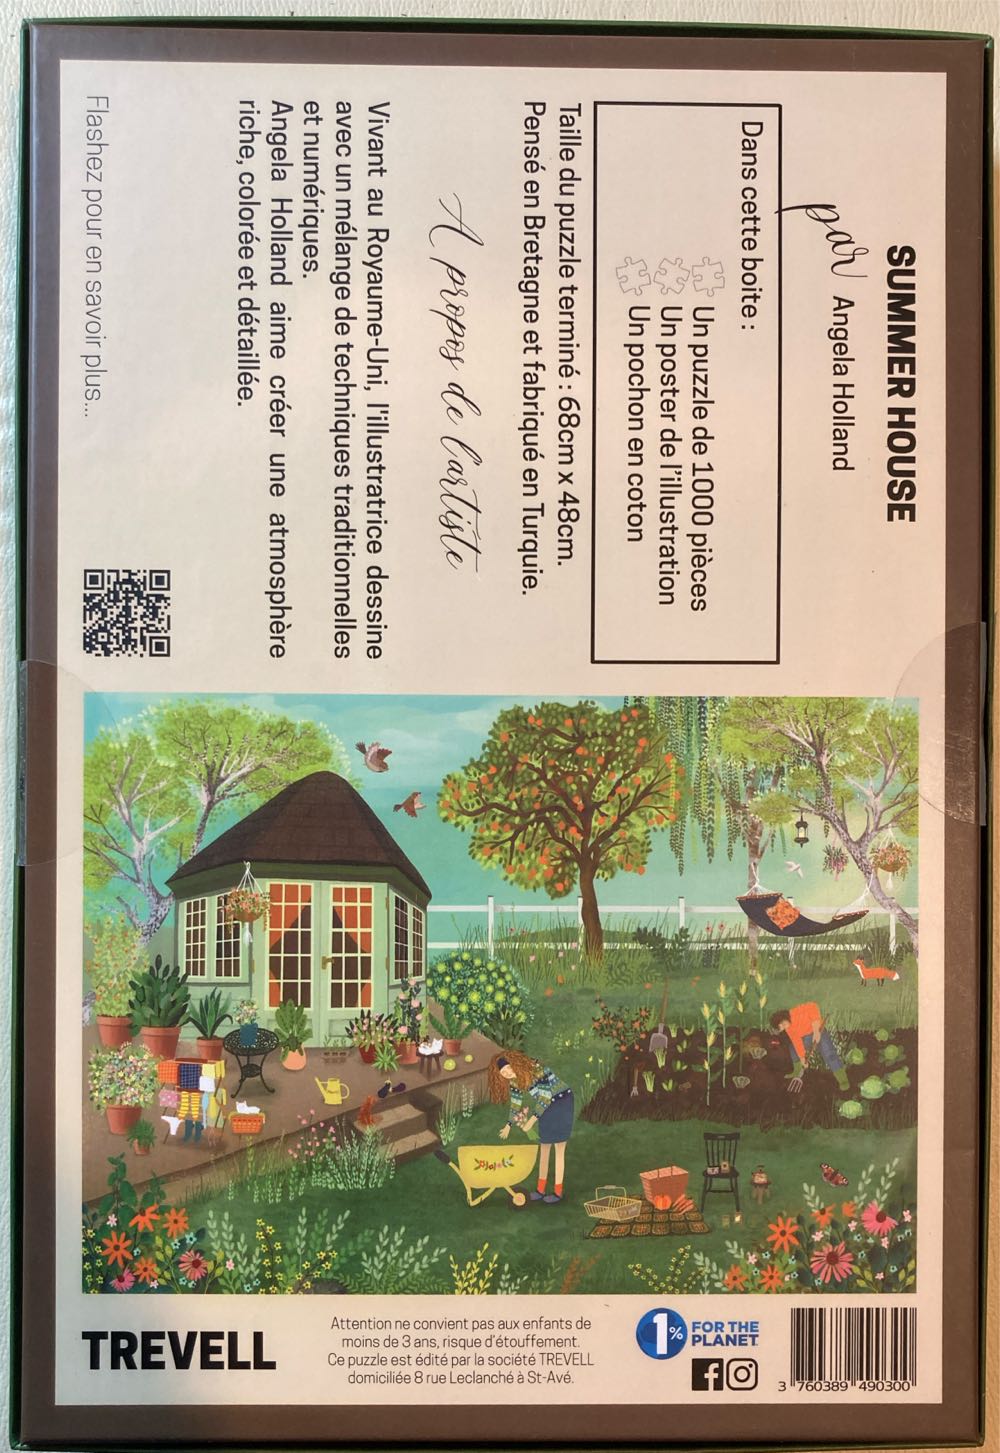 SUMMER HOUSE
par Angela Holland
Dans cette boite :
Un puzzle de 1000 pièces
Un poster de l'illustration
Un pochon en coton
Taille du puzzle terminé : 68cm x 48cm.
Pensé en Bretagne et fabriqué en Turquie.
A propos de l'artiste
Vivant au Royaume-Uni, l'illustratrice dessine
avec un mélange de techniques traditionnelles
et numériques.
Angela Holland aime créer une atmosphère
riche, colorée et détaillée.
Flashez pour en savoir plus...
TREVELL
Attention ne convient pas aux enfants de
moins de 3 ans, risque d'étouffement.
Ce puzzle est édité par la société TREVELL
domiciliée 8 rue Leclanché à St-Avé.
1% FOR THE
PLANET
3 760389 490300